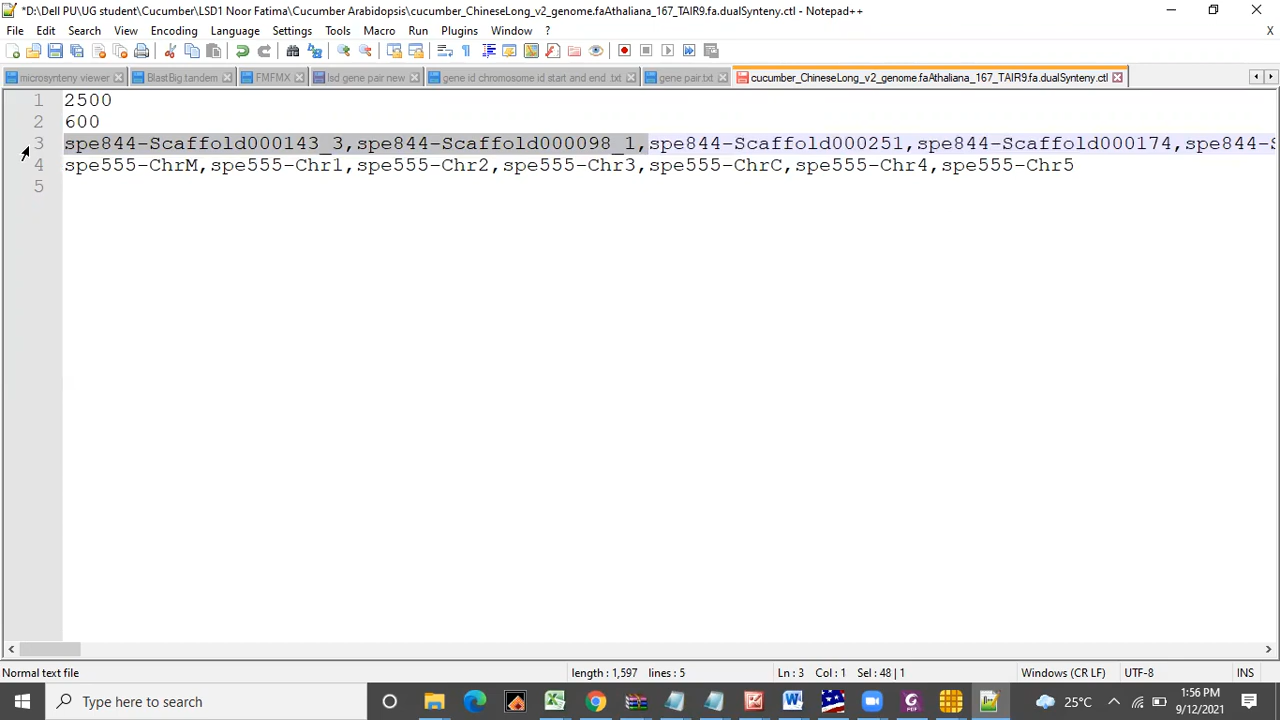 *D:\Dell PU\UG student\Cucumber\LSD1 Noor Fatima\Cucumber Arabidopsis\cucumber_ChineseLong_v2_genome.faAthaliana_167_TAIR9.fa.dualSynteny.ctl - Notepad++
File Edit Search View Encoding Language Settings Tools Macro Run Plugins Window ? X
microsynteny viewer BlastBig.tandem FMFMX lsd gene pair new gene id chromosome id start and end .txt gene pair.txt cucumber_ChineseLong_v2_genome.faAthaliana_167_TAIR9.fa.dualSynteny.ctl
1 2500
2 600
3 spe844-Scaffold000143_3,spe844-Scaffold000098_1,spe844-Scaffold000251,spe844-Scaffold000174,spe844-S
4 spe555-ChrM,spe555-Chr1,spe555-Chr2,spe555-Chr3,spe555-ChrC,spe555-Chr4,spe555-Chr5
5
Normal text file length : 1,597 lines : 5 Ln : 3 Col : 1 Sel : 48 | 1 Windows (CR LF) UTF-8 INS
Type here to search 25°C 1:56 PM
9/12/2021